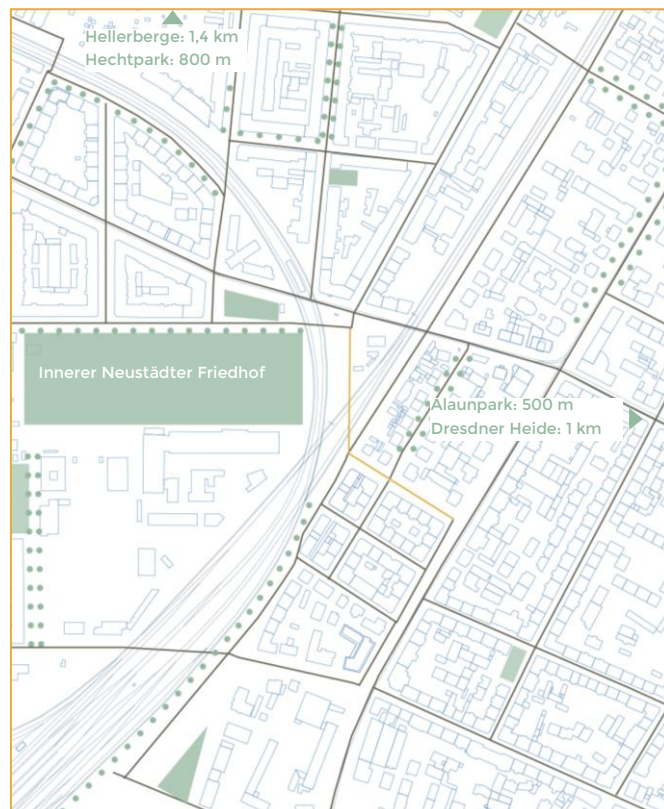 Hellerberge: 1,4 km
Hechtpark: 800 m
Innerer Neustädter Friedhof
Alaunpark: 500 m
Dresdner Heide: 1 km